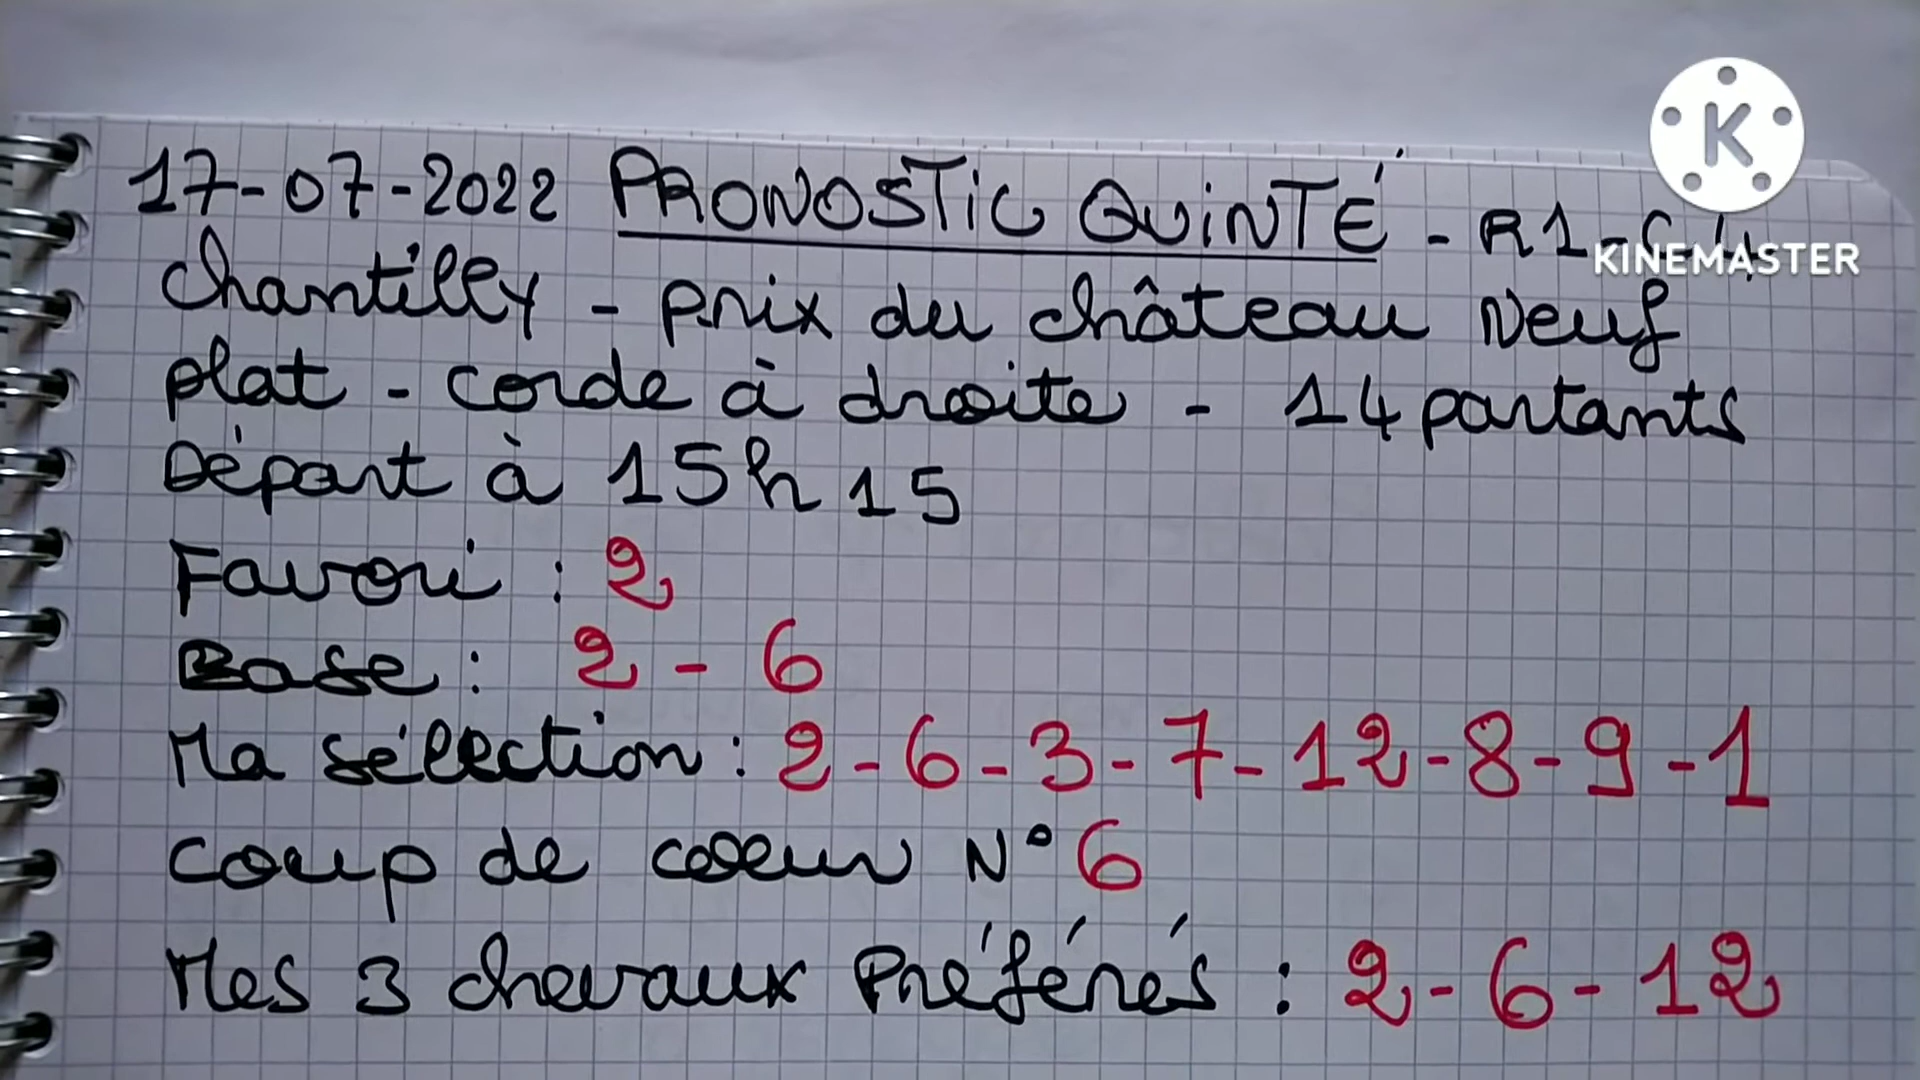 17-07-2022 PRONOSTIC QUINTÉ - R1-C
KINEMASTER
Chantilly - prix du château Neuf
plat - corde à droite - 14 partants
Départ à 15h15
Favori : 2
Base : 2 - 6
Ma sélection : 2 - 6 - 3 - 7 - 12 - 8 - 9 - 1
coup de coeur N° 6
Mes 3 chevaux Préférés : 2 - 6 - 12